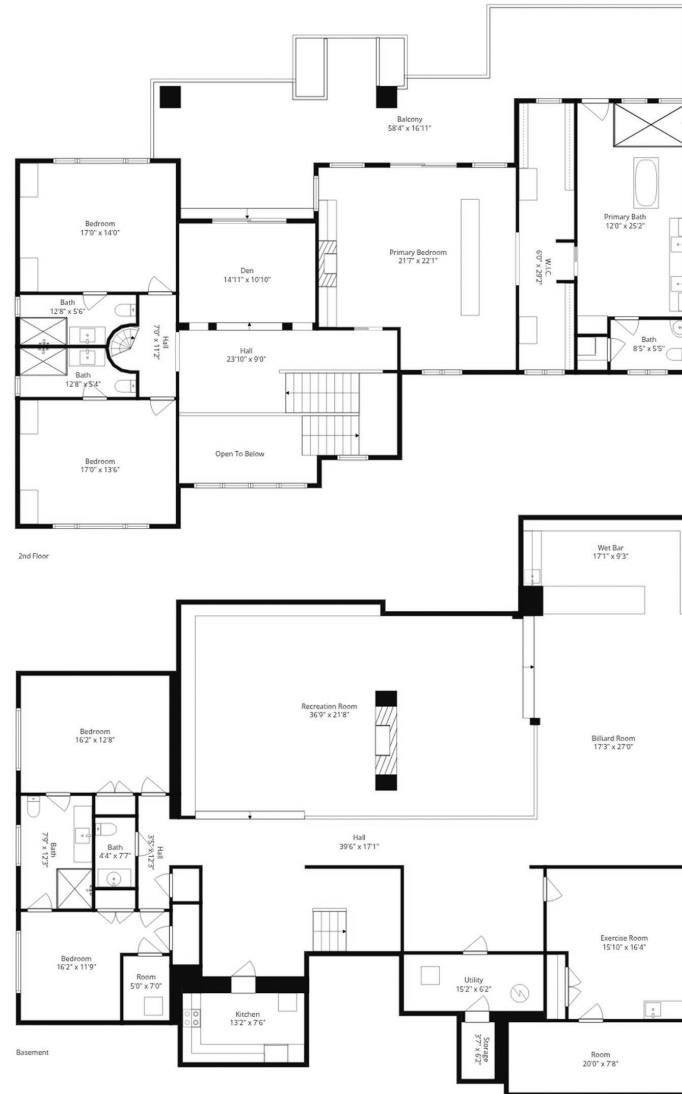 Balcony
58'4" x 16'11"
Bedroom
17'0" x 14'0"
Den
14'11" x 10'10"
Primary Bedroom
21'7" x 22'1"
W.I.C.
6'0" x 29'2"
Primary Bath
12'0" x 25'2"
Bath
12'8" x 5'6"
Hall
7'0" x 11'2"
Hall
23'10" x 9'0"
Bath
8'5" x 5'5"
Bath
12'8" x 5'4"
Bedroom
17'0" x 13'6"
Open To Below
2nd Floor
Wet Bar
17'1" x 9'3"
Recreation Room
36'9" x 21'8"
Bedroom
16'2" x 12'8"
Billiard Room
17'3" x 27'0"
Bath
7'9" x 12'3"
Bath
4'4" x 7'7"
Hall
3'5" x 12'3"
Hall
39'6" x 17'1"
Exercise Room
15'10" x 16'4"
Bedroom
16'2" x 11'9"
Room
5'0" x 7'0"
Utility
15'2" x 6'2"
Kitchen
13'2" x 7'6"
Storage
3'7" x 6'2"
Room
20'0" x 7'8"
Basement